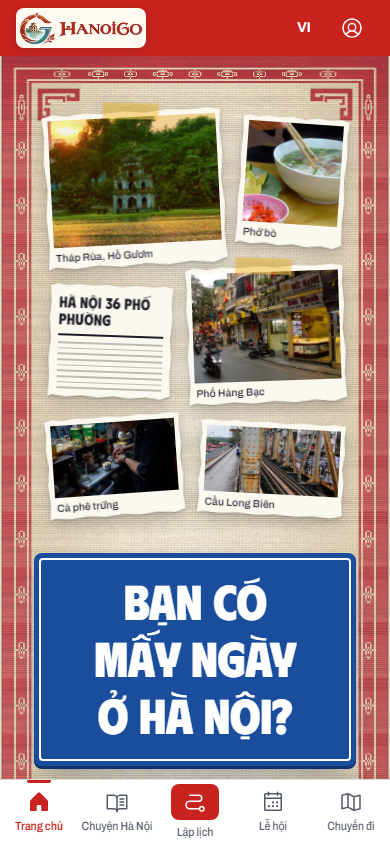 HANOIGO
VI
Tháp Rùa, Hồ Gươm
Phở bò
HÀ NỘI 36 PHỐ
PHƯỜNG
Phố Hàng Bạc
Cà phê trứng
Cầu Long Biên
BẠN CÓ
MẤY NGÀY
Ở HÀ NỘI?
Trang chủ
Chuyện Hà Nội
Lập lịch
Lễ hội
Chuyến đi